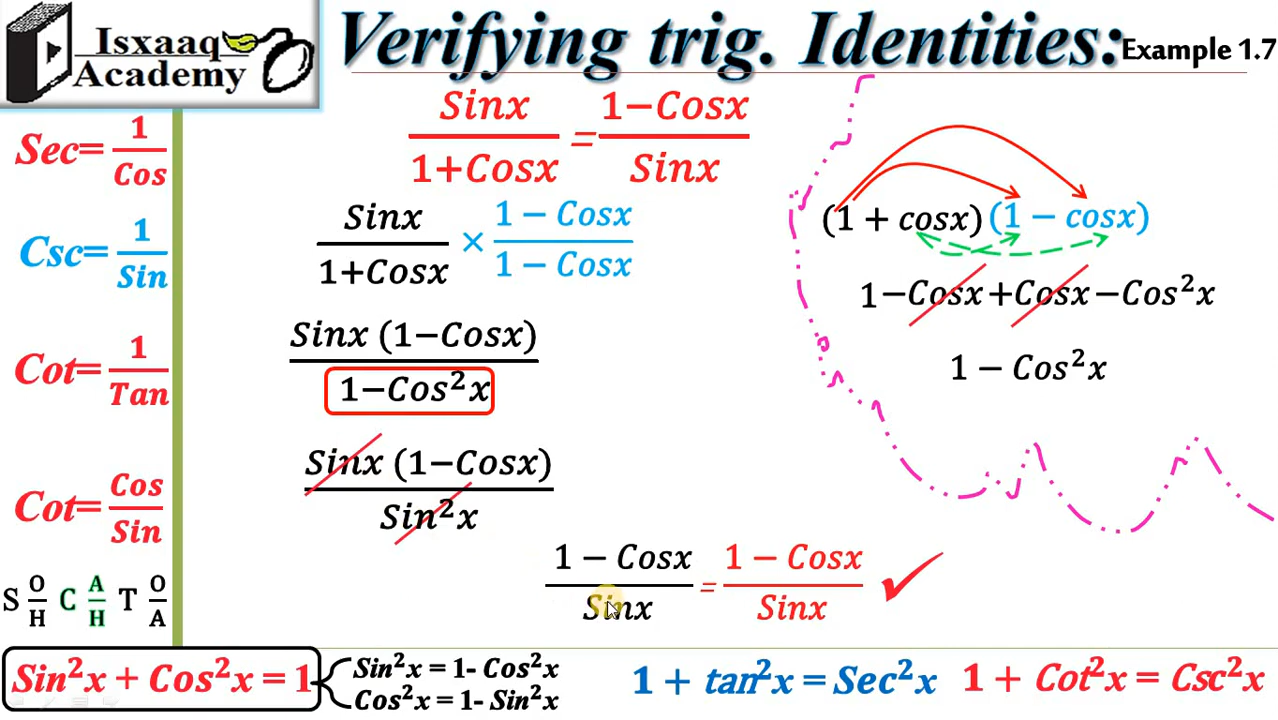 Isxaaq Academy
Verifying trig. Identities: Example 1.7
Sec= 1/Cos
Csc= 1/Sin
Cot= 1/Tan
Cot= Cos/Sin
S O/H C A/H T O/A
Sinx/1+Cosx = 1−Cosx/Sinx
Sinx/1+Cosx × 1 − Cosx/1 − Cosx
Sinx (1−Cosx)/1−Cos²x
Sinx (1−Cosx)/Sin²x
1 − Cosx/Sinx = 1 − Cosx/Sinx ✓
(1 + cosx)(1 − cosx)
1−Cosx+Cosx−Cos²x
1 − Cos²x
Sin²x + Cos²x = 1
Sin²x = 1- Cos²x
Cos²x = 1- Sin²x
1 + tan²x = Sec²x
1 + Cot²x = Csc²x